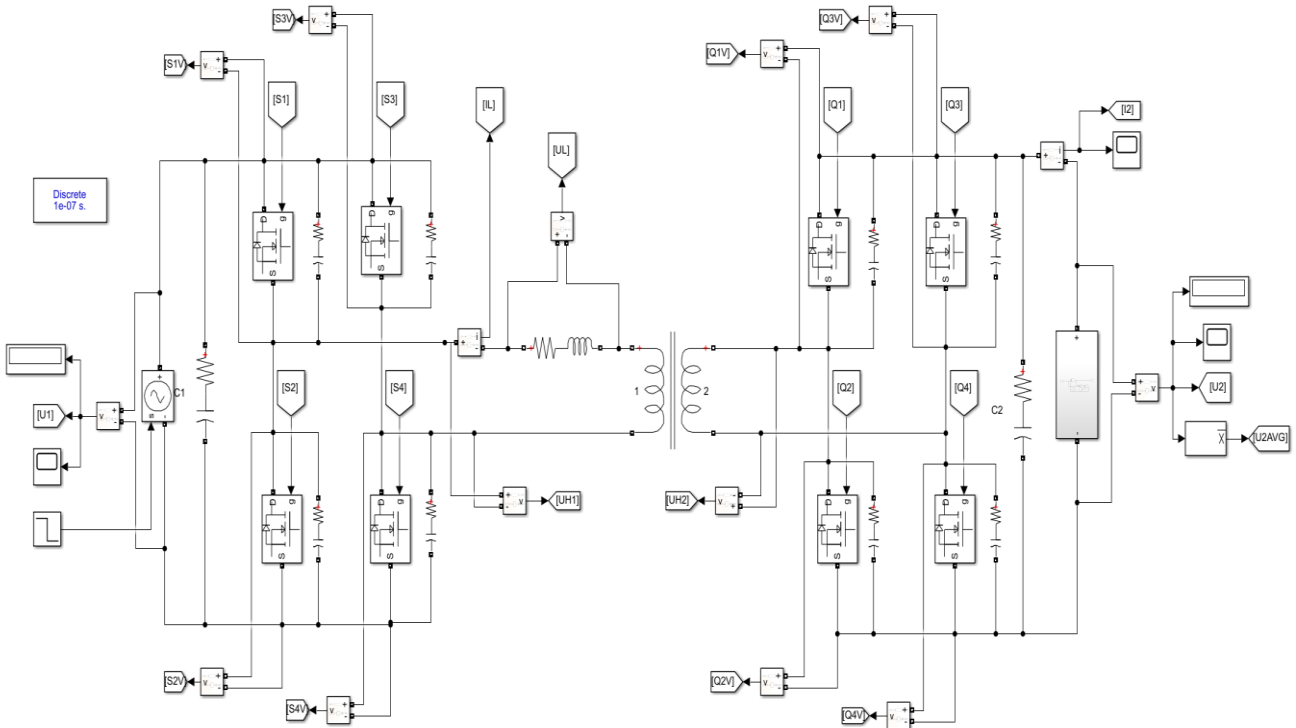 [S3V]
[Q3V]
[S1V]
[Q1V]
[S1]
[S3]
[IL]
[Q1]
[Q3]
[I2]
[UL]
Discrete
1e-07 s.
[S2]
[S4]
[Q2]
[Q4]
C1
1
2
[U1]
[U2]
C2
[U2AVG]
[UH1]
[UH2]
[S2V]
[Q2V]
[S4V]
[Q4V]